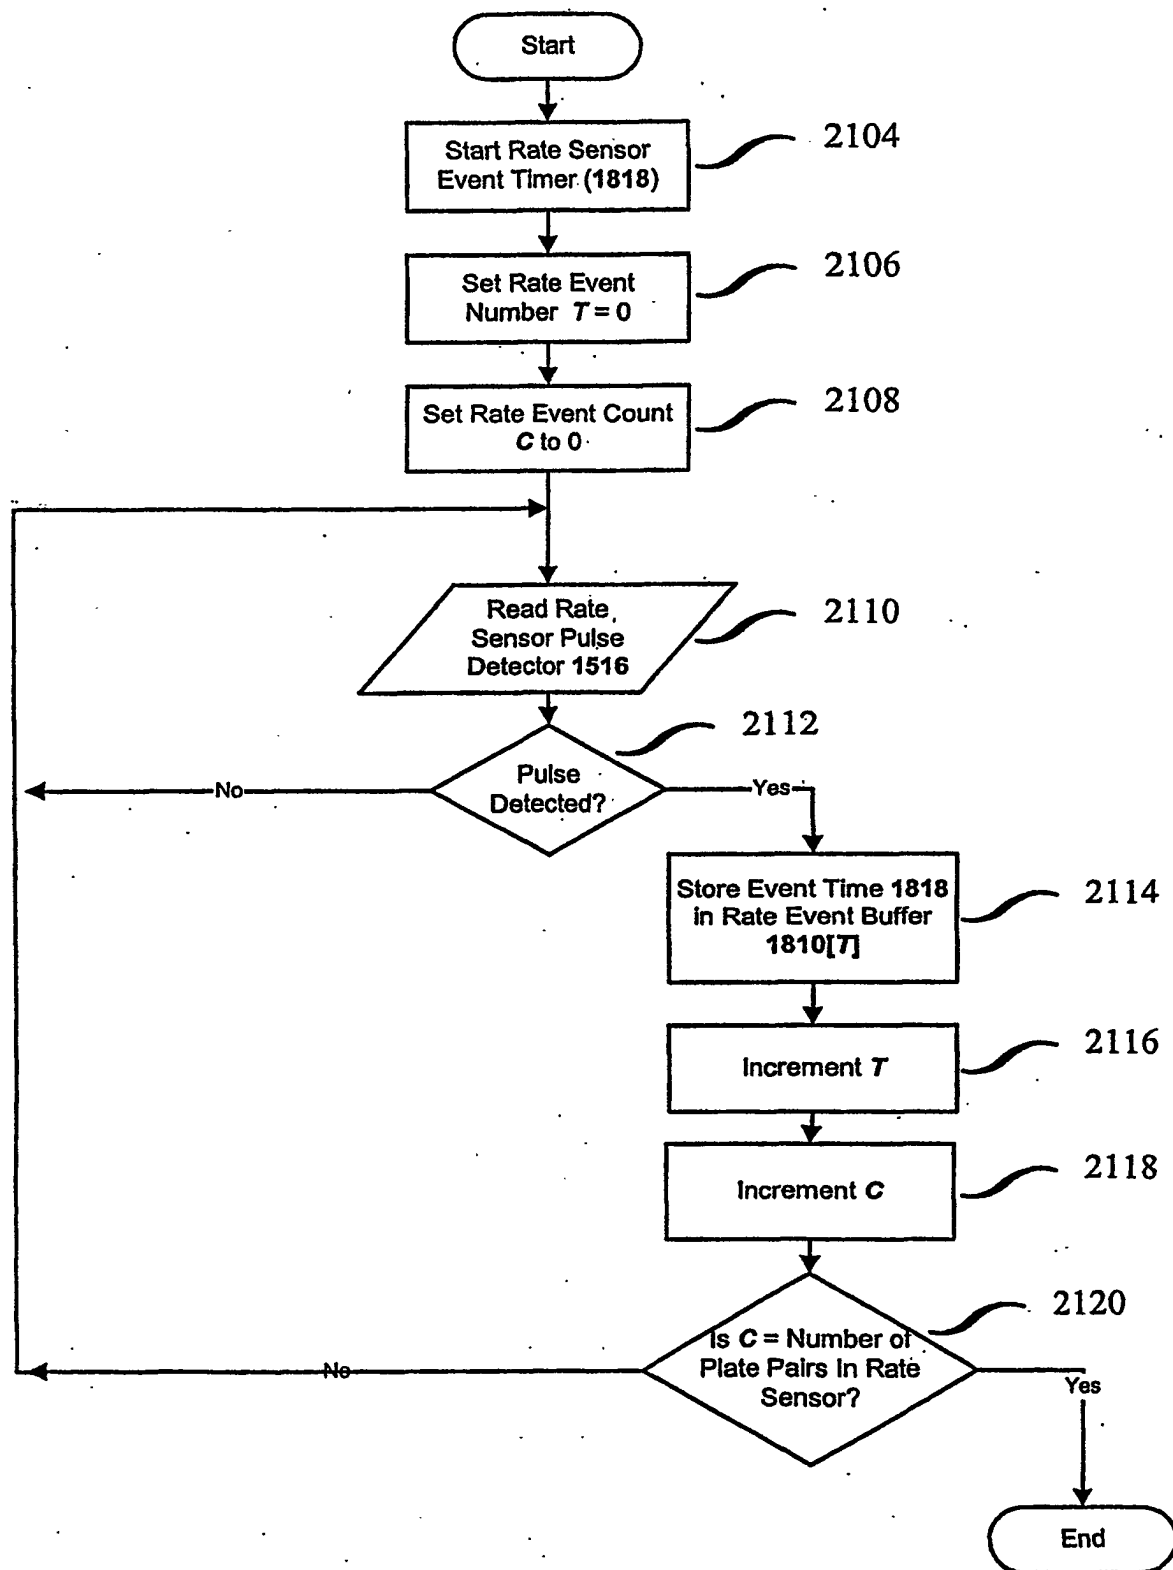 Start
Start Rate Sensor
Event Timer (1818)
2104
Set Rate Event
Number T = 0
2106
Set Rate Event Count
C to 0
2108
Read Rate
Sensor Pulse
Detector 1516
2110
2112
Pulse
Detected?
No
Yes
Store Event Time 1818
in Rate Event Buffer
1810[T]
2114
Increment T
2116
Increment C
2118
2120
Is C = Number of
Plate Pairs In Rate
Sensor?
No
Yes
End